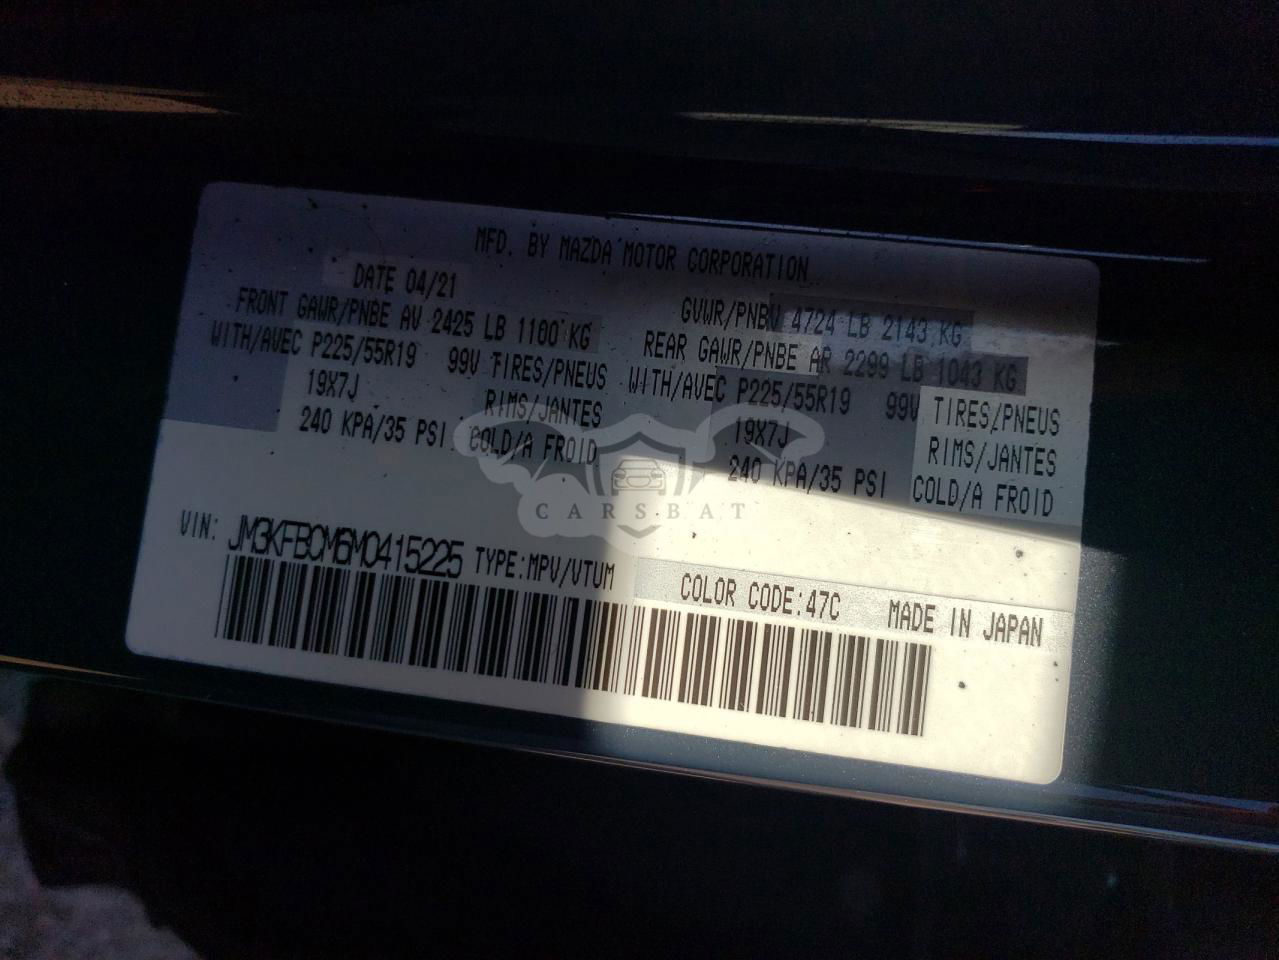 MFD. BY MAZDA MOTOR CORPORATION
DATE 04/21
GVWR/PNBV 4724 LB 2143 KG
FRONT GAWR/PNBE AV 2425 LB 1100 KG
REAR GAWR/PNBE AR 2299 LB 1043 KG
WITH/AVEC P225/55R19 99V TIRES/PNEUS
WITH/AVEC P225/55R19 99V TIRES/PNEUS
19X7J RIMS/JANTES
19X7J RIMS/JANTES
240 KPA/35 PSI COLD/A FROID
240 KPA/35 PSI COLD/A FROID
CARSBAT
VIN: JM3KFBCM6M0415225 TYPE:MPV/VTUM
COLOR CODE:47C MADE IN JAPAN